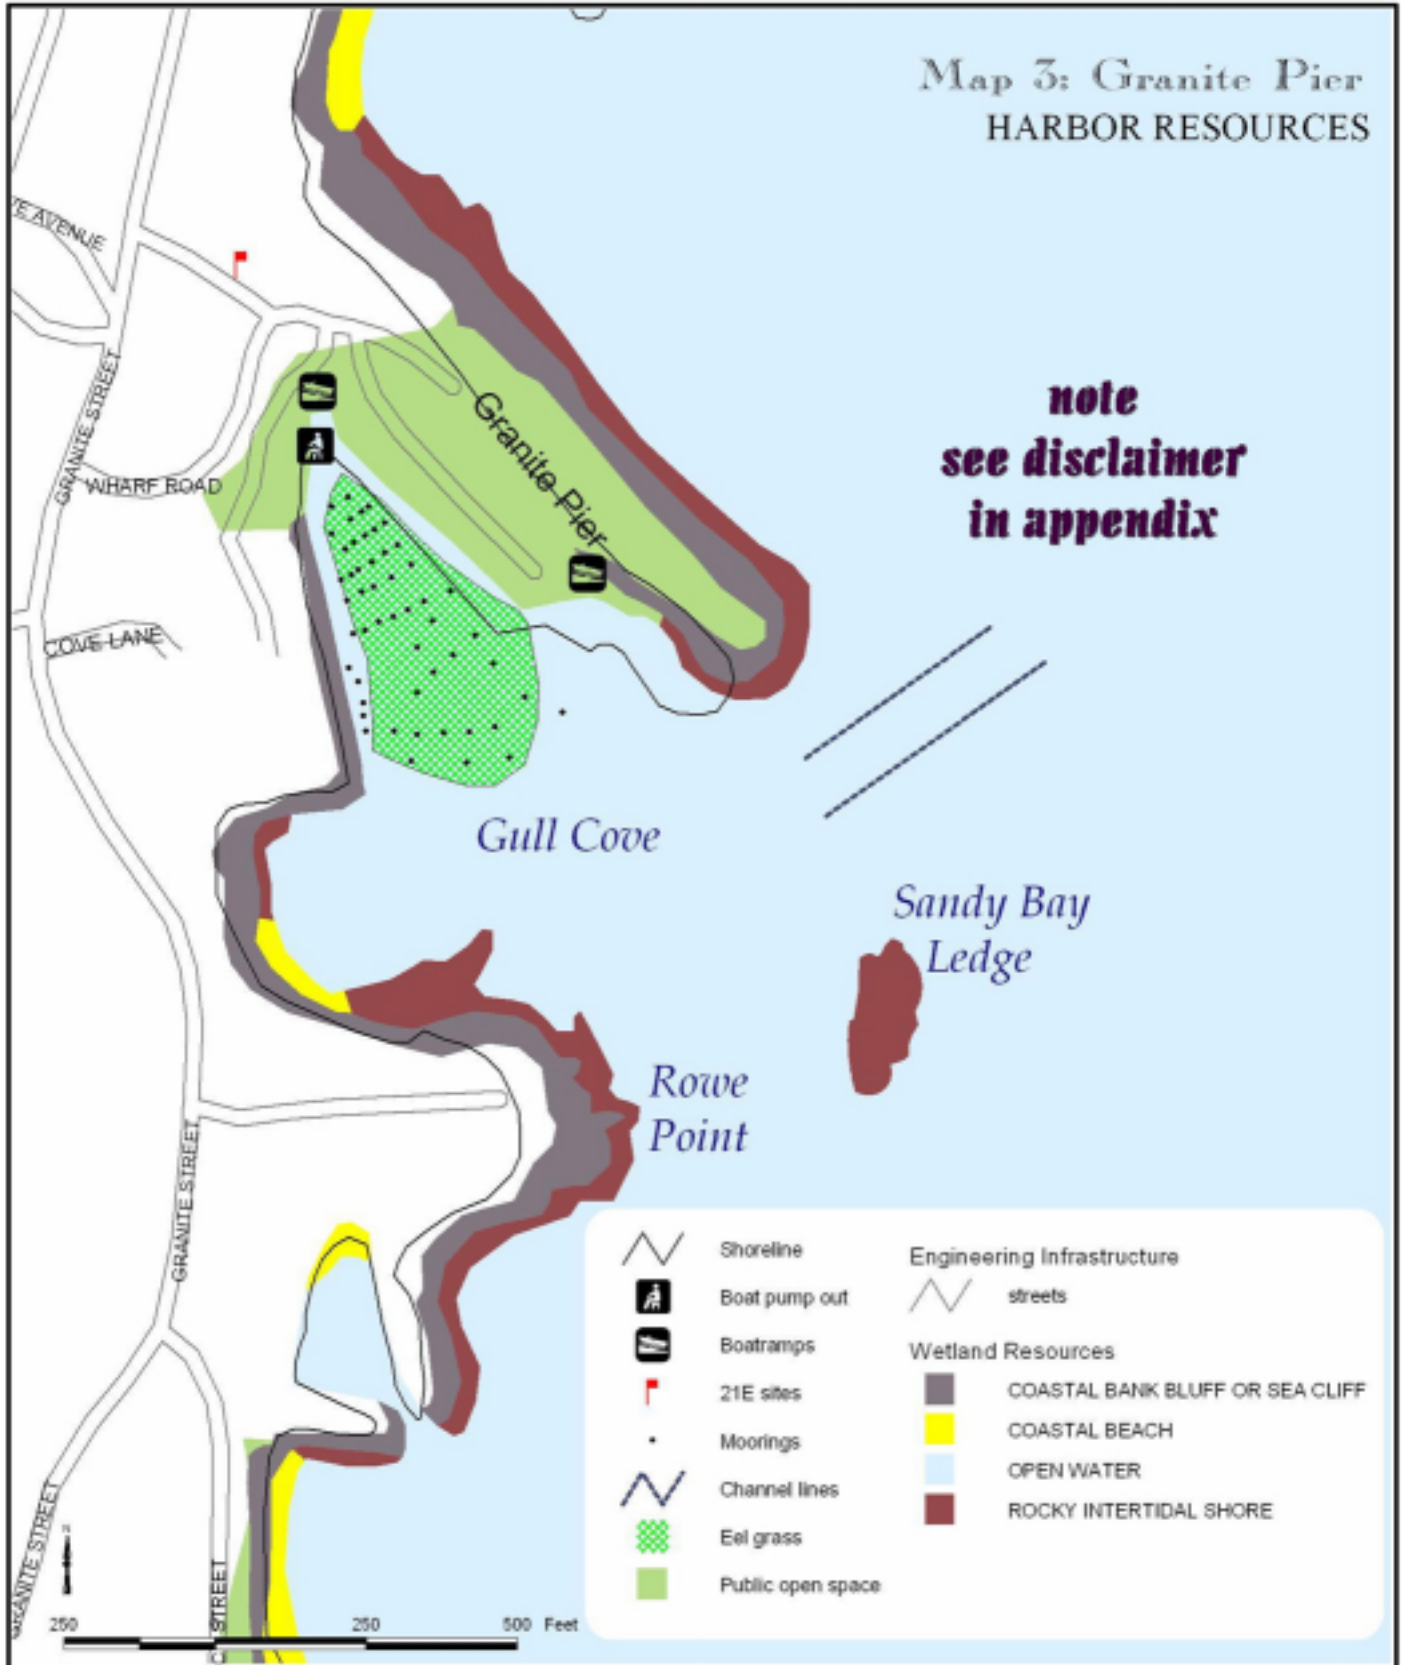 Map 3: Granite Pier
HARBOR RESOURCES
VE AVENUE
GRANITE STREET
WHARF ROAD
Granite Pier
note
see disclaimer
in appendix
COVE LANE
Gull Cove
Sandy Bay
Ledge
Rowe
Point
GRANITE STREET
GRANITE STREET
STREET
Shoreline
Boat pump out
Boatramps
21E sites
Moorings
Channel lines
Eel grass
Public open space
Engineering Infrastructure
streets
Wetland Resources
COASTAL BANK BLUFF OR SEA CLIFF
COASTAL BEACH
OPEN WATER
ROCKY INTERTIDAL SHORE
250 0 250 500 Feet